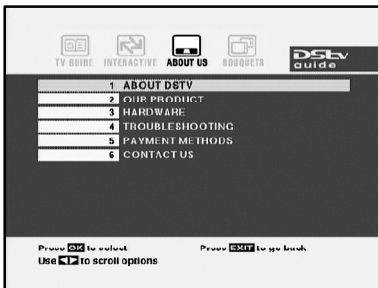 TV GUIDE INTERACTIVE ABOUT US BOUQUETS
DStv
guide
1 ABOUT DSTV
2 OUR PRODUCT
3 HARDWARE
4 TROUBLESHOOTING
5 PAYMENT METHODS
6 CONTACT US
Press OK to select Press EXIT to go back
Use to scroll options